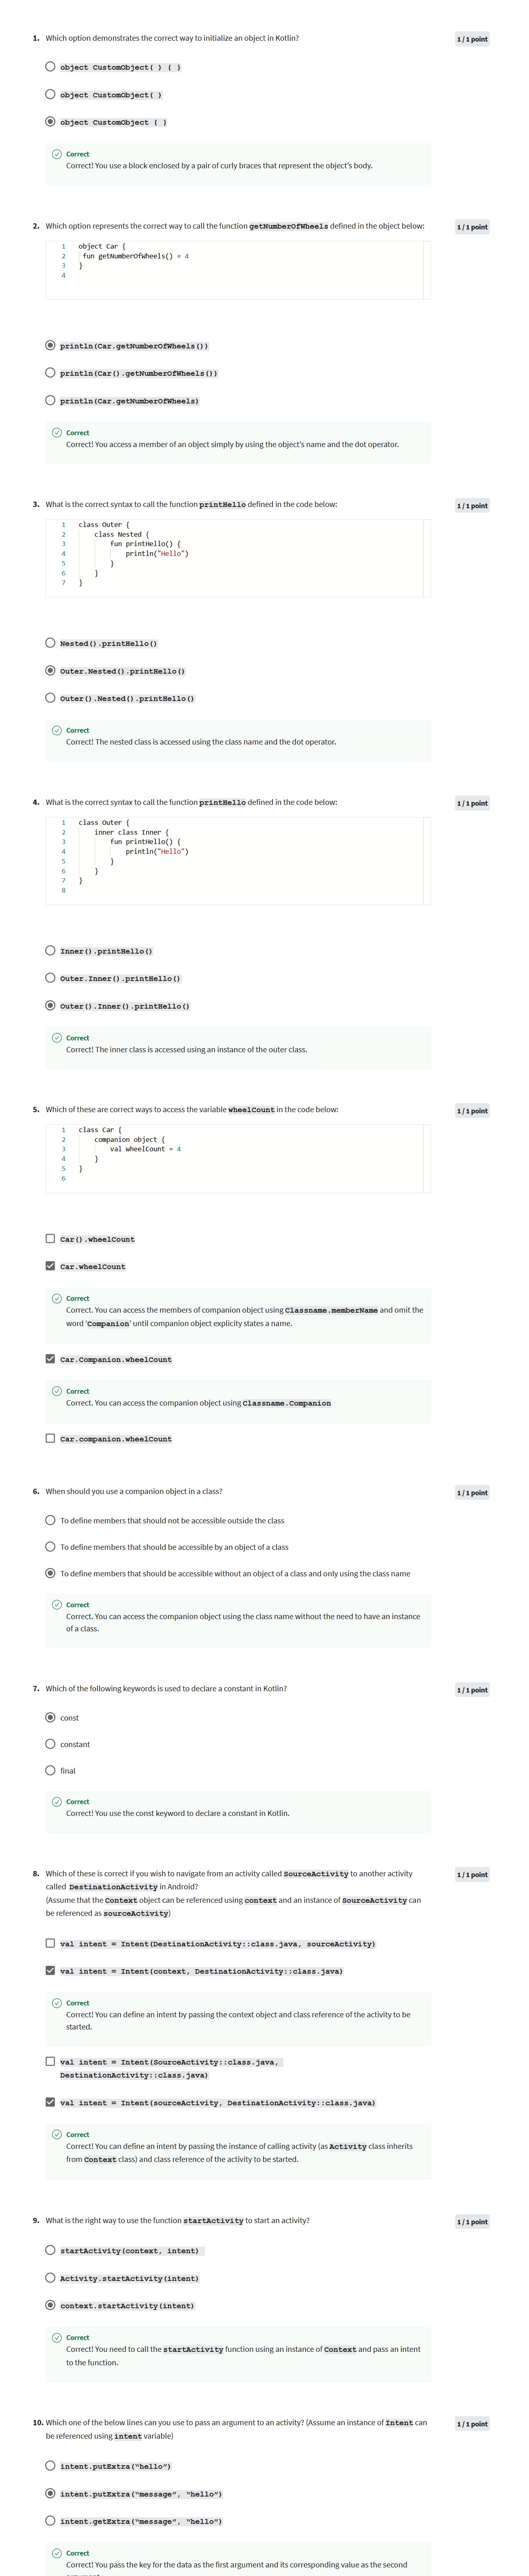 1. Which option demonstrates the correct way to initialize an object in Kotlin?
1 / 1 point
object CustomObject( ) { }
object CustomObject( )
object CustomObject { }
Correct
Correct! You use a block enclosed by a pair of curly braces that represent the object's body.
2. Which option represents the correct way to call the function getNumberOfWheels defined in the object below:
1 / 1 point
1 object Car {
2 fun getNumberOfWheels() = 4
3 }
4
println(Car.getNumberOfWheels())
println(Car().getNumberOfWheels())
println(Car.getNumberOfWheels)
Correct
Correct! You access a member of an object simply by using the object's name and the dot operator.
3. What is the correct syntax to call the function printHello defined in the code below:
1 / 1 point
1 class Outer {
2 class Nested {
3 fun printHello() {
4 println("Hello")
5 }
6 }
7 }
Nested().printHello()
Outer.Nested().printHello()
Outer().Nested().printHello()
Correct
Correct! The nested class is accessed using the class name and the dot operator.
4. What is the correct syntax to call the function printHello defined in the code below:
1 / 1 point
1 class Outer {
2 inner class Inner {
3 fun printHello() {
4 println("Hello")
5 }
6 }
7 }
8
Inner().printHello()
Outer.Inner().printHello()
Outer().Inner().printHello()
Correct
Correct! The inner class is accessed using an instance of the outer class.
5. Which of these are correct ways to access the variable wheelCount in the code below:
1 / 1 point
1 class Car {
2 companion object {
3 val wheelCount = 4
4 }
5 }
6
Car().wheelCount
Car.wheelCount
Correct
Correct. You can access the members of companion object using Classname.memberName and omit the
word 'Companion' until companion object explicity states a name.
Car.Companion.wheelCount
Correct
Correct. You can access the companion object using Classname.Companion
Car.companion.wheelCount
6. When should you use a companion object in a class?
1 / 1 point
To define members that should not be accessible outside the class
To define members that should be accessible by an object of a class
To define members that should be accessible without an object of a class and only using the class name
Correct
Correct. You can access the companion object using the class name without the need to have an instance
of a class.
7. Which of the following keywords is used to declare a constant in Kotlin?
1 / 1 point
const
constant
final
Correct
Correct! You use the const keyword to declare a constant in Kotlin.
8. Which of these is correct if you wish to navigate from an activity called SourceActivity to another activity
1 / 1 point
called DestinationActivity in Android?
(Assume that the Context object can be referenced using context and an instance of SourceActivity can
be referenced as sourceActivity)
val intent = Intent(DestinationActivity::class.java, sourceActivity)
val intent = Intent(context, DestinationActivity::class.java)
Correct
Correct! You can define an intent by passing the context object and class reference of the activity to be
started.
val intent = Intent(SourceActivity::class.java,
DestinationActivity::class.java)
val intent = Intent(sourceActivity, DestinationActivity::class.java)
Correct
Correct! You can define an intent by passing the instance of calling activity (as Activity class inherits
from Context class) and class reference of the activity to be started.
9. What is the right way to use the function startActivity to start an activity?
1 / 1 point
startActivity(context, intent)
Activity.startActivity(intent)
context.startActivity(intent)
Correct
Correct! You need to call the startActivity function using an instance of Context and pass an intent
to the function.
10. Which one of the below lines can you use to pass an argument to an activity? (Assume an instance of Intent can
1 / 1 point
be referenced using intent variable)
intent.putExtra("hello")
intent.putExtra("message", "hello")
intent.getExtra("message", "hello")
Correct
Correct! You pass the key for the data as the first argument and its corresponding value as the second